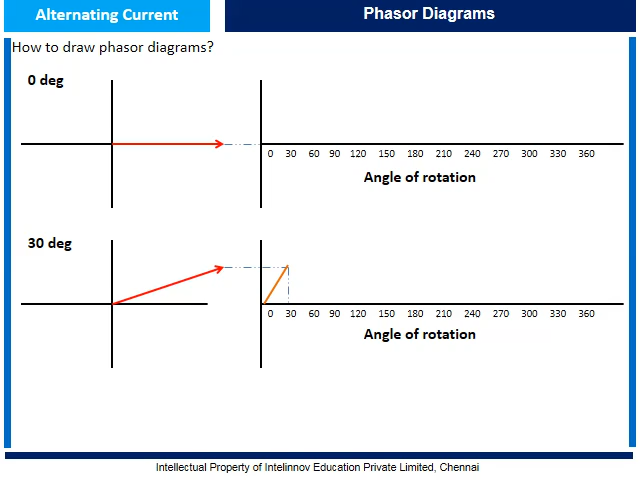 Alternating Current
Phasor Diagrams
How to draw phasor diagrams?
0 deg
0 30 60 90 120 150 180 210 240 270 300 330 360
Angle of rotation
30 deg
0 30 60 90 120 150 180 210 240 270 300 330 360
Angle of rotation
Intellectual Property of Intelinnov Education Private Limited, Chennai